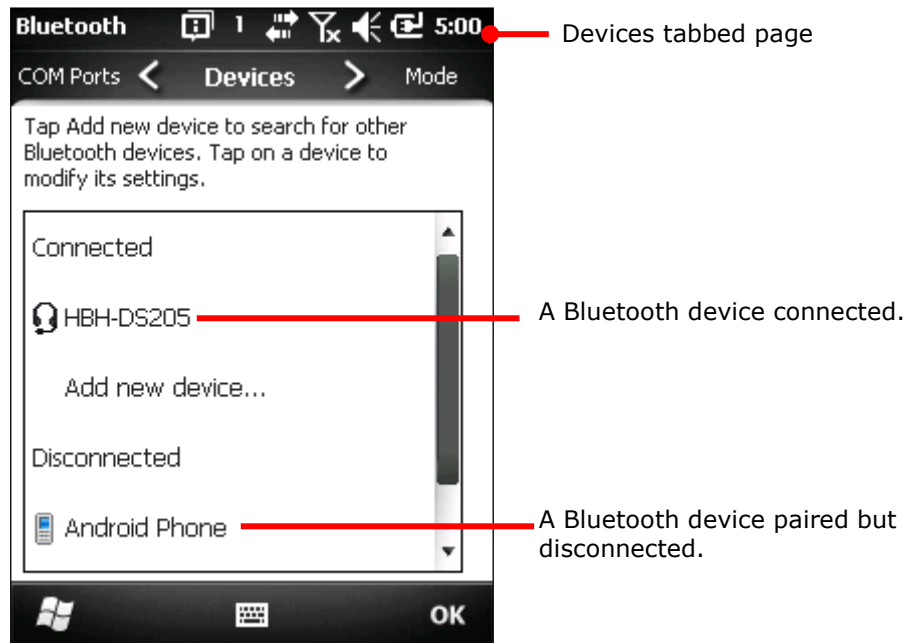 Bluetooth 1 5:00
Devices tabbed page
COM Ports < Devices > Mode
Tap Add new device to search for other
Bluetooth devices. Tap on a device to
modify its settings.
Connected
HBH-DS205
A Bluetooth device connected.
Add new device...
Disconnected
Android Phone
A Bluetooth device paired but
disconnected.
OK